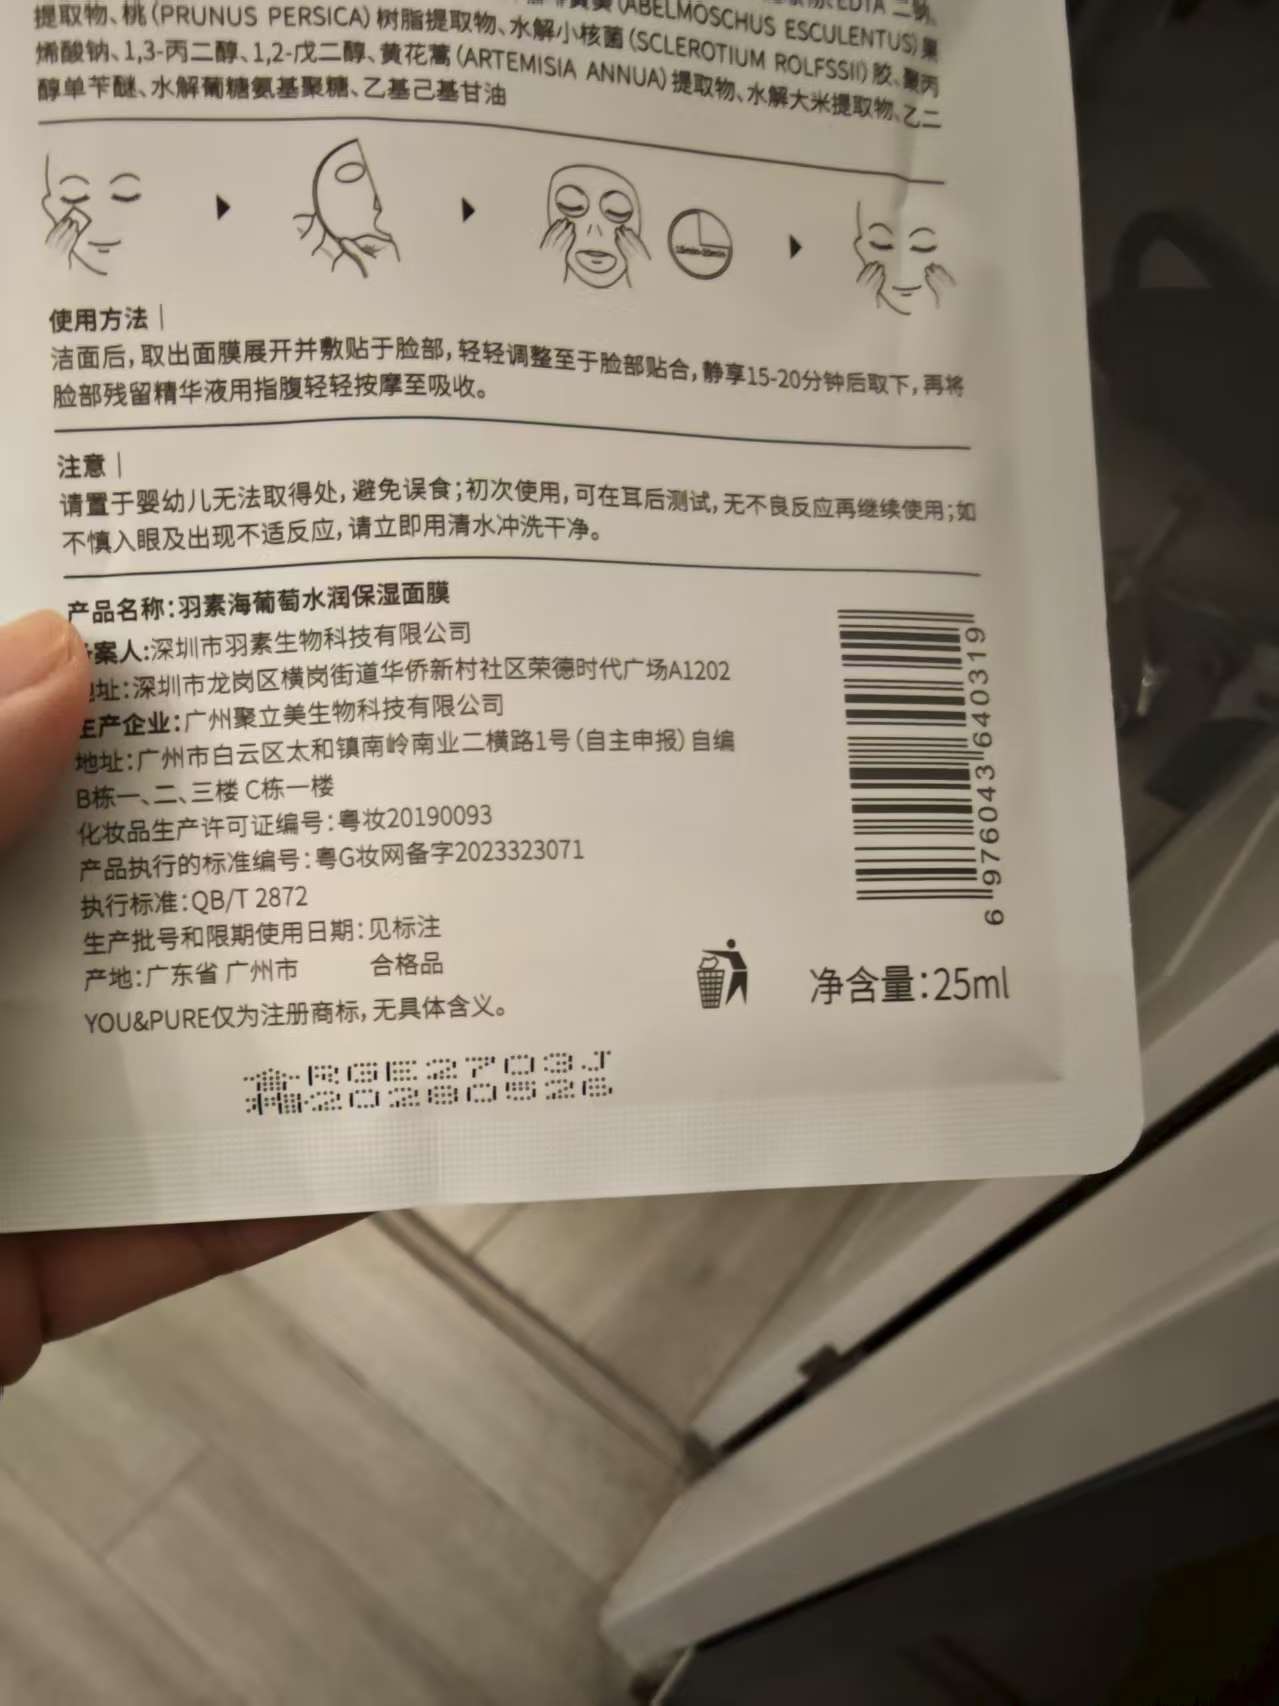 (ABELMOSCHUS ESCULENTUS)果
提取物、桃(PRUNUS PERSICA)树脂提取物、水解小核菌(SCLEROTIUM ROLFSSII)胶、聚丙
烯酸钠、1,3-丙二醇、1,2-戊二醇、黄花蒿(ARTEMISIA ANNUA)提取物、水解大米提取物、乙二
醇单苄醚、水解葡糖氨基聚糖、乙基己基甘油
使用方法|
洁面后,取出面膜展开并敷贴于脸部,轻轻调整至于脸部贴合,静享15-20分钟后取下,再将
脸部残留精华液用指腹轻轻按摩至吸收。
注意|
请置于婴幼儿无法取得处,避免误食;初次使用,可在耳后测试,无不良反应再继续使用;如
不慎入眼及出现不适反应,请立即用清水冲洗干净。
产品名称:羽素海葡萄水润保湿面膜
案人:深圳市羽素生物科技有限公司
址:深圳市龙岗区横岗街道华侨新村社区荣德时代广场A1202
生产企业:广州聚立美生物科技有限公司
地址:广州市白云区太和镇南岭南业二横路1号(自主申报)自编
B栋一、二、三楼 C栋一楼
化妆品生产许可证编号:粤妆20190093
产品执行的标准编号:粤G妆网备字2023323071
执行标准:QB/T 2872
生产批号和限期使用日期:见标注
产地:广东省 广州市 合格品
YOU&PURE仅为注册商标,无具体含义。
6 976043 640319
净含量:25ml
RGE2703J
20280526